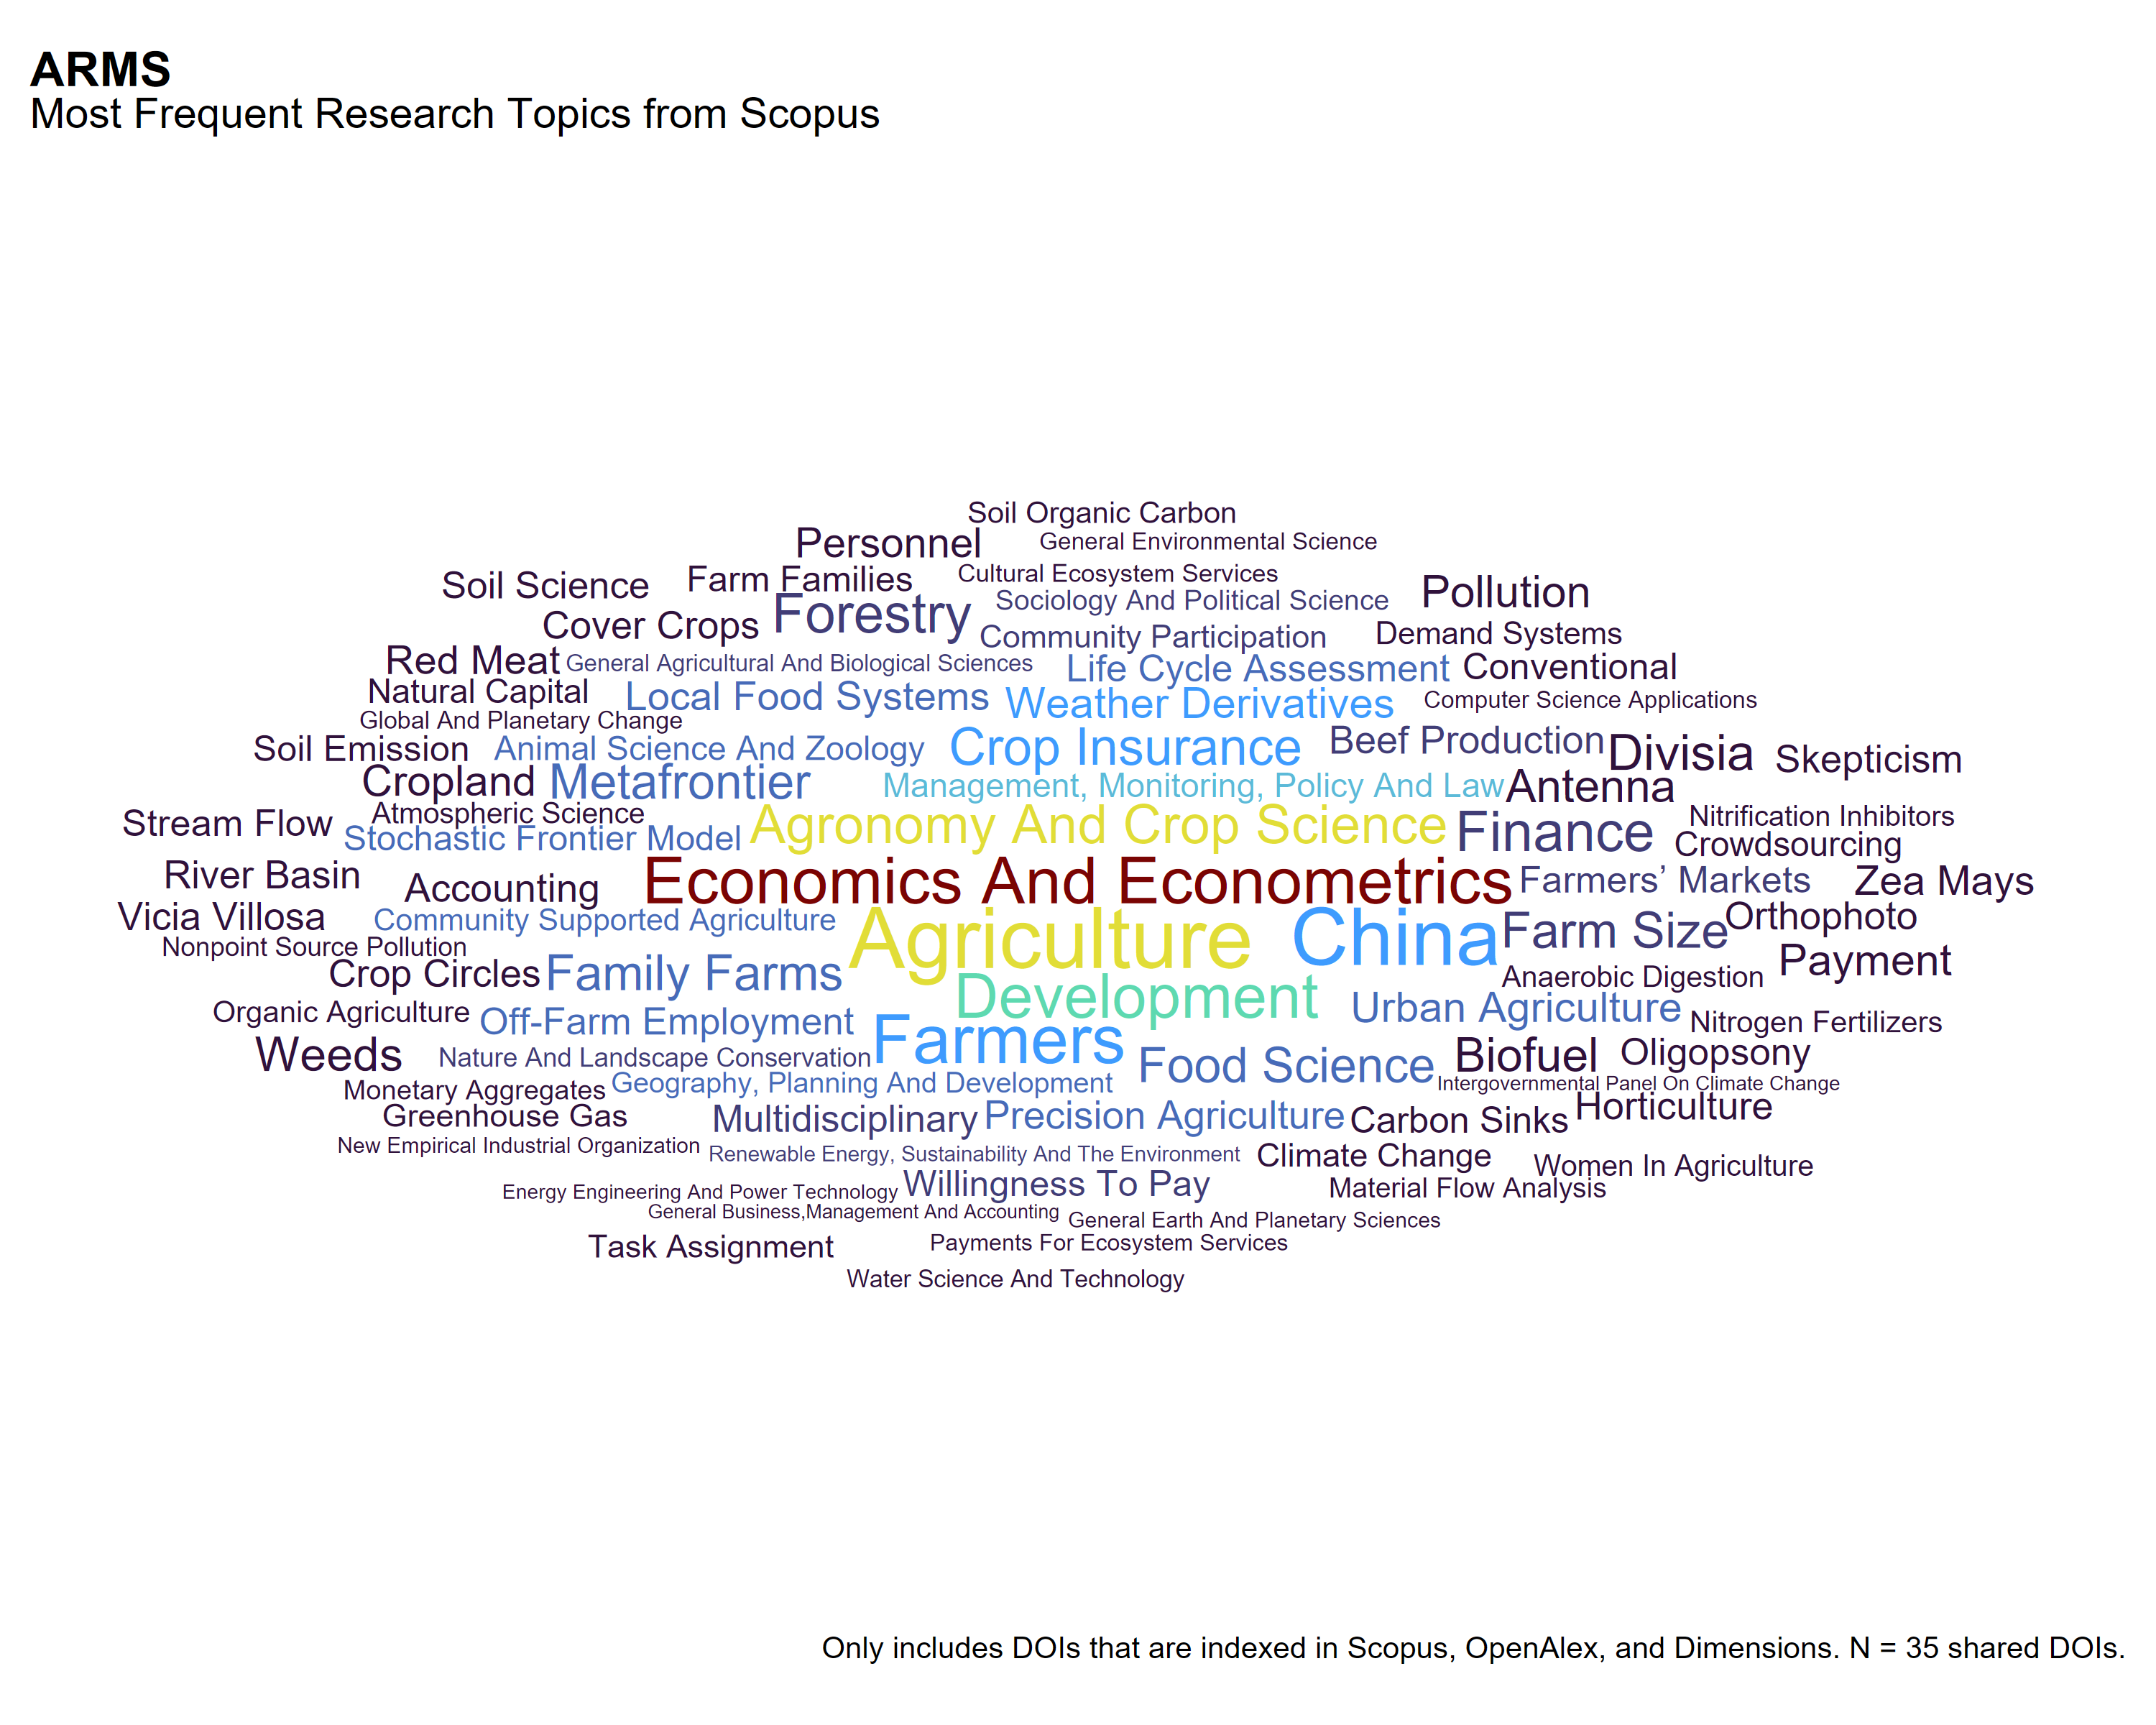 ARMS
Most Frequent Research Topics from Scopus
Soil Organic Carbon
Personnel
General Environmental Science
Soil Science
Farm Families
Cultural Ecosystem Services
Pollution
Forestry
Sociology And Political Science
Cover Crops
Community Participation
Demand Systems
Red Meat
General Agricultural And Biological Sciences
Life Cycle Assessment
Conventional
Natural Capital
Local Food Systems
Weather Derivatives
Computer Science Applications
Global And Planetary Change
Soil Emission
Animal Science And Zoology
Crop Insurance
Beef Production
Divisia
Skepticism
Cropland
Metafrontier
Management, Monitoring, Policy And Law
Antenna
Atmospheric Science
Nitrification Inhibitors
Stream Flow
Stochastic Frontier Model
Agronomy And Crop Science
Finance
Crowdsourcing
River Basin
Accounting
Economics And Econometrics
Farmers’ Markets
Zea Mays
Vicia Villosa
Community Supported Agriculture
Agriculture
China
Farm Size
Orthophoto
Nonpoint Source Pollution
Crop Circles
Family Farms
Anaerobic Digestion
Payment
Development
Organic Agriculture
Off-Farm Employment
Urban Agriculture
Nitrogen Fertilizers
Farmers
Weeds
Nature And Landscape Conservation
Food Science
Biofuel
Oligopsony
Monetary Aggregates
Geography, Planning And Development
Intergovernmental Panel On Climate Change
Greenhouse Gas
Multidisciplinary
Precision Agriculture
Carbon Sinks
Horticulture
New Empirical Industrial Organization
Renewable Energy, Sustainability And The Environment
Climate Change
Women In Agriculture
Energy Engineering And Power Technology
Willingness To Pay
Material Flow Analysis
General Business,Management And Accounting
General Earth And Planetary Sciences
Task Assignment
Payments For Ecosystem Services
Water Science And Technology
Only includes DOIs that are indexed in Scopus, OpenAlex, and Dimensions. N = 35 shared DOIs.